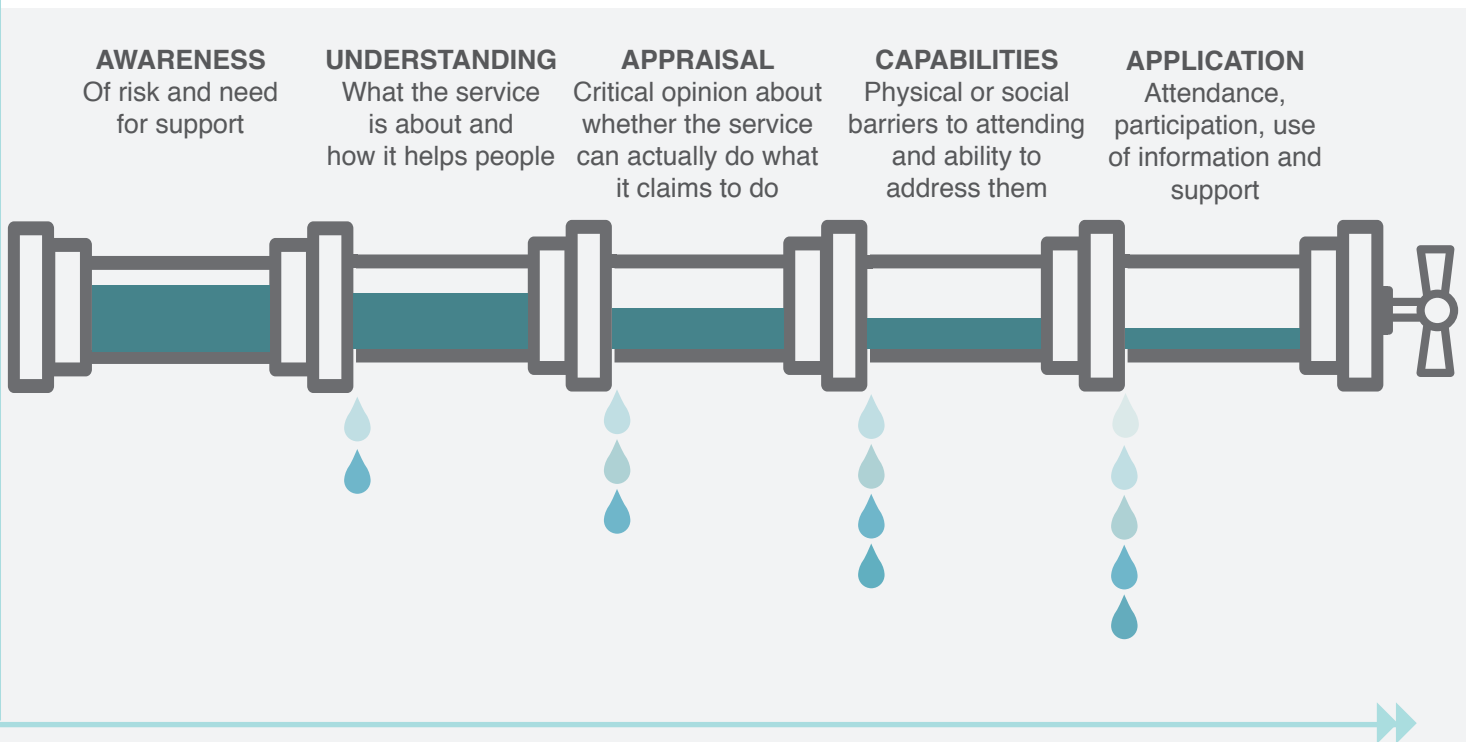 AWARENESS
Of risk and need
for support
UNDERSTANDING
What the service
is about and
how it helps people
APPRAISAL
Critical opinion about
whether the service
can actually do what
it claims to do
CAPABILITIES
Physical or social
barriers to attending
and ability to
address them
APPLICATION
Attendance,
participation, use
of information and
support